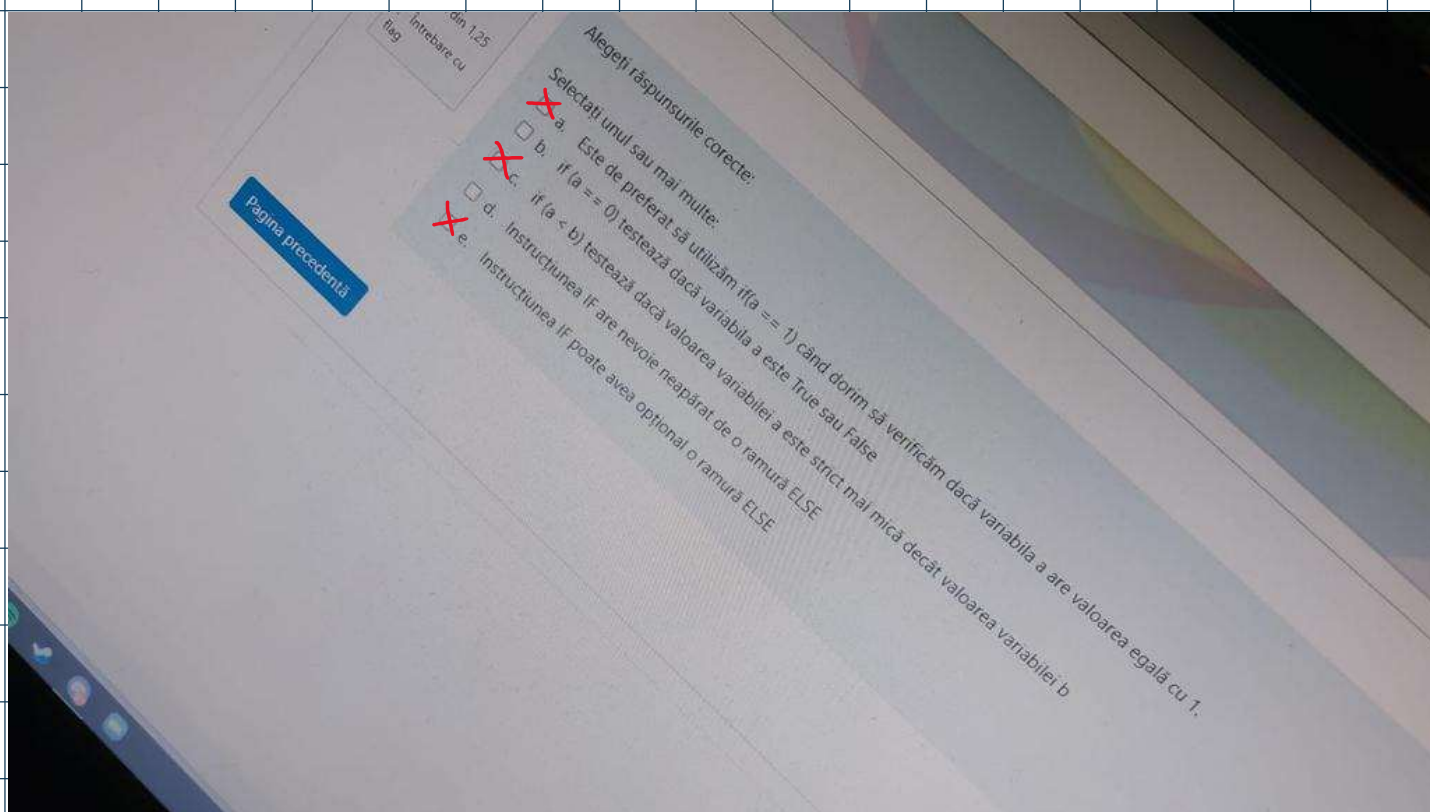 din 1,25
Întrebare cu
flag
Alegeți răspunsurile corecte:
Selectați unul sau mai multe:
a. Este de preferat să utilizăm if(a == 1) când dorim să verificăm dacă variabila a are valoarea egală cu 1.
b. if (a == 0) testează dacă variabila a este True sau False
c. if (a < b) testează dacă valoarea variabilei a este strict mai mică decât valoarea variabilei b
d. Instrucțiunea IF are nevoie neapărat de o ramură ELSE
e. Instrucțiunea IF poate avea opțional o ramură ELSE
Pagina precedentă